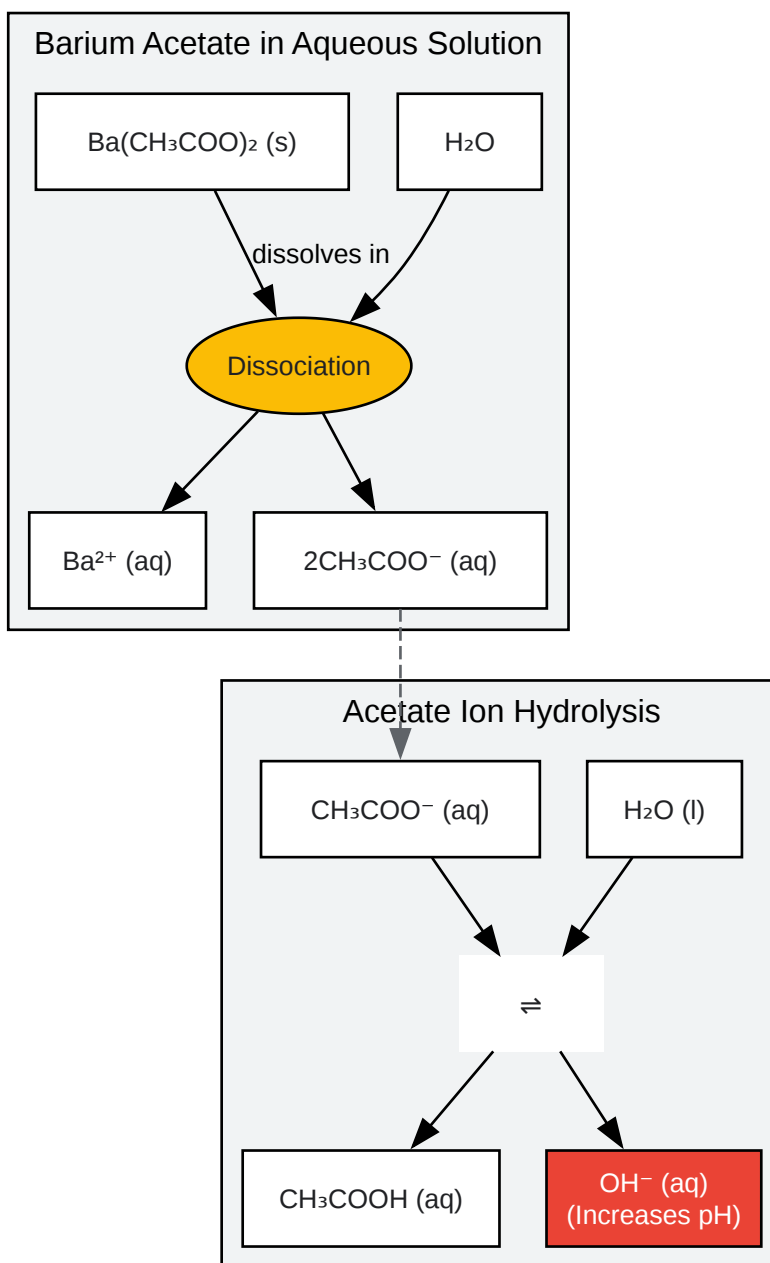 Barium Acetate in Aqueous Solution
Ba(CH₃COO)₂ (s)
H₂O
dissolves in
Dissociation
Ba²⁺ (aq)
2CH₃COO⁻ (aq)
Acetate Ion Hydrolysis
CH₃COO⁻ (aq)
H₂O (l)
⇌
CH₃COOH (aq)
OH⁻ (aq)
(Increases pH)